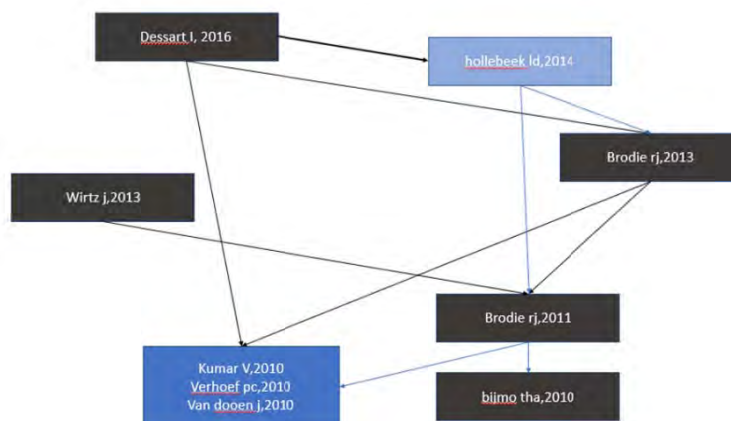 Dessart l, 2016
hollebeek ld,2014
Brodie rj,2013
Wirtz j,2013
Brodie rj,2011
Kumar V,2010
Verhoef pc,2010
Van dooen j,2010
bijmo tha,2010